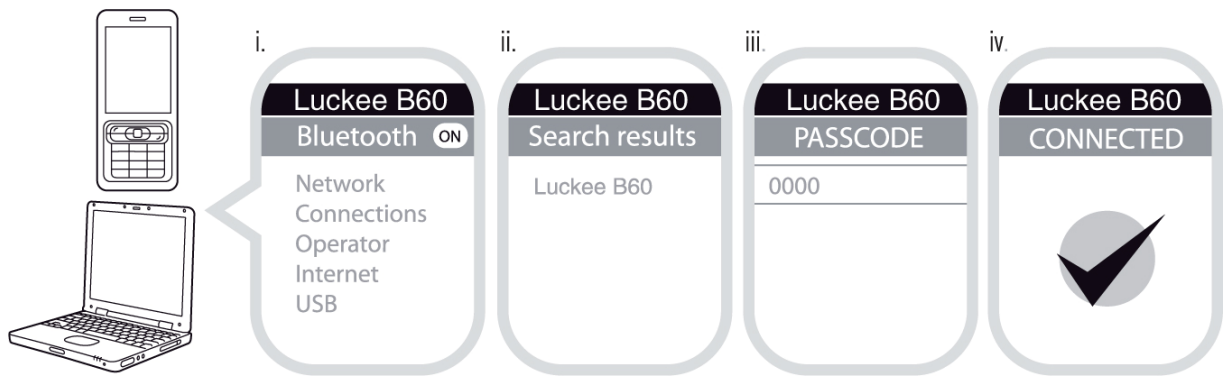 i.
Luckee B60
Bluetooth ON
Network
Connections
Operator
Internet
USB
ii.
Luckee B60
Search results
Luckee B60
iii.
Luckee B60
PASSCODE
0000
iv.
Luckee B60
CONNECTED